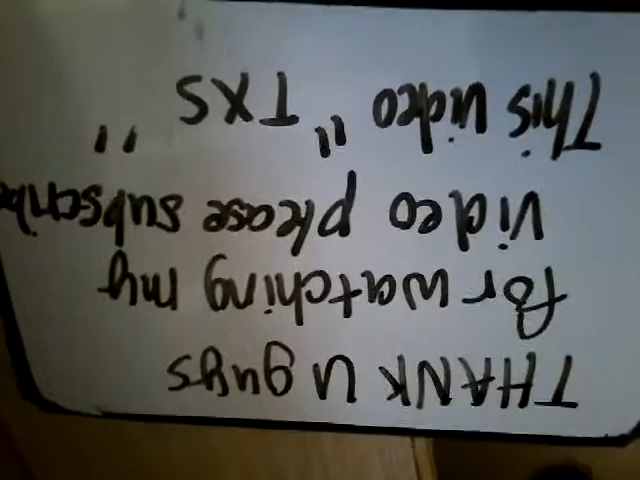 THANK U guys
for watching my
video please subscribe
This video " TXS "